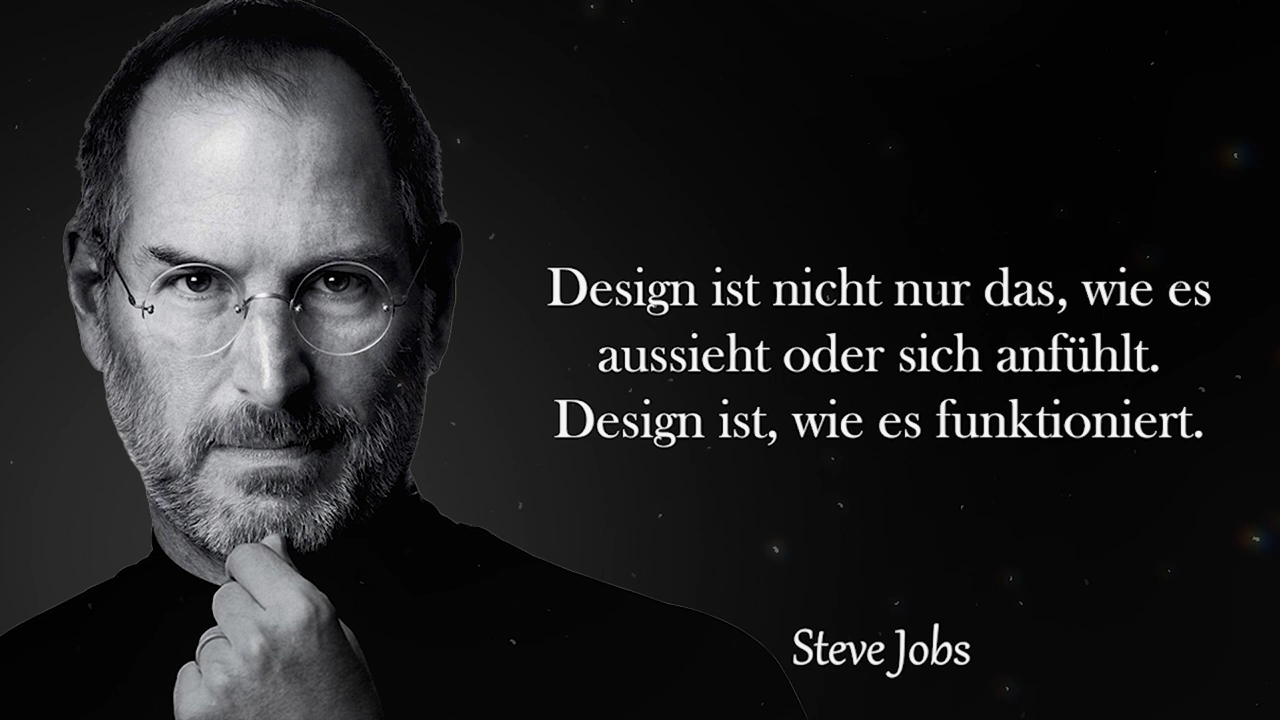 Design ist nicht nur das, wie es
aussieht oder sich anfühlt.
Design ist, wie es funktioniert.
Steve Jobs